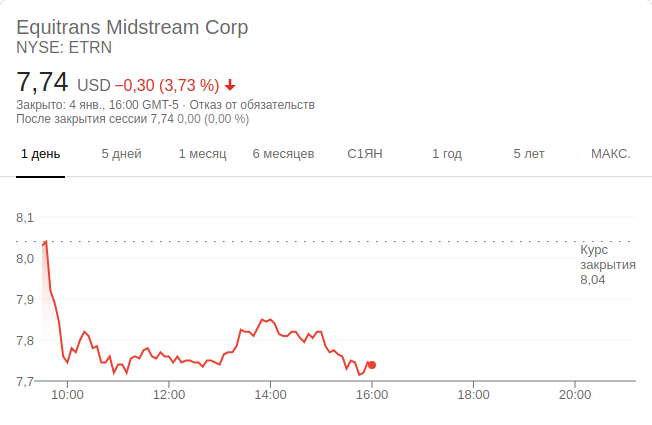 Equitrans Midstream Corp
NYSE: ETRN
7,74 USD −0,30 (3,73 %)
Закрыто: 4 янв., 16:00 GMT-5 · Отказ от обязательств
После закрытия сессии 7,74 0,00 (0,00 %)
1 день 5 дней 1 месяц 6 месяцев С1ЯН 1 год 5 лет МАКС.
8,1
8,0
7,9
7,8
7,7
Курс
закрытия
8,04
10:00 12:00 14:00 16:00 18:00 20:00